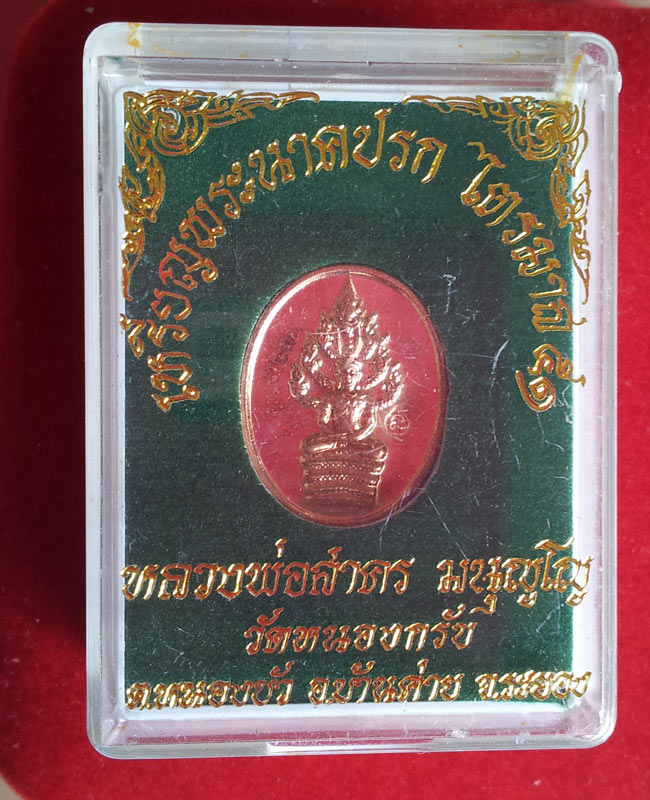 เหรียญพระนาคปรก ไตรมาส ๕๑
หลวงพ่อสาคร มนุญฺโญ
วัดหนองกรับ
ต.หนองบัว อ.บ้านค่าย จ.ระยอง